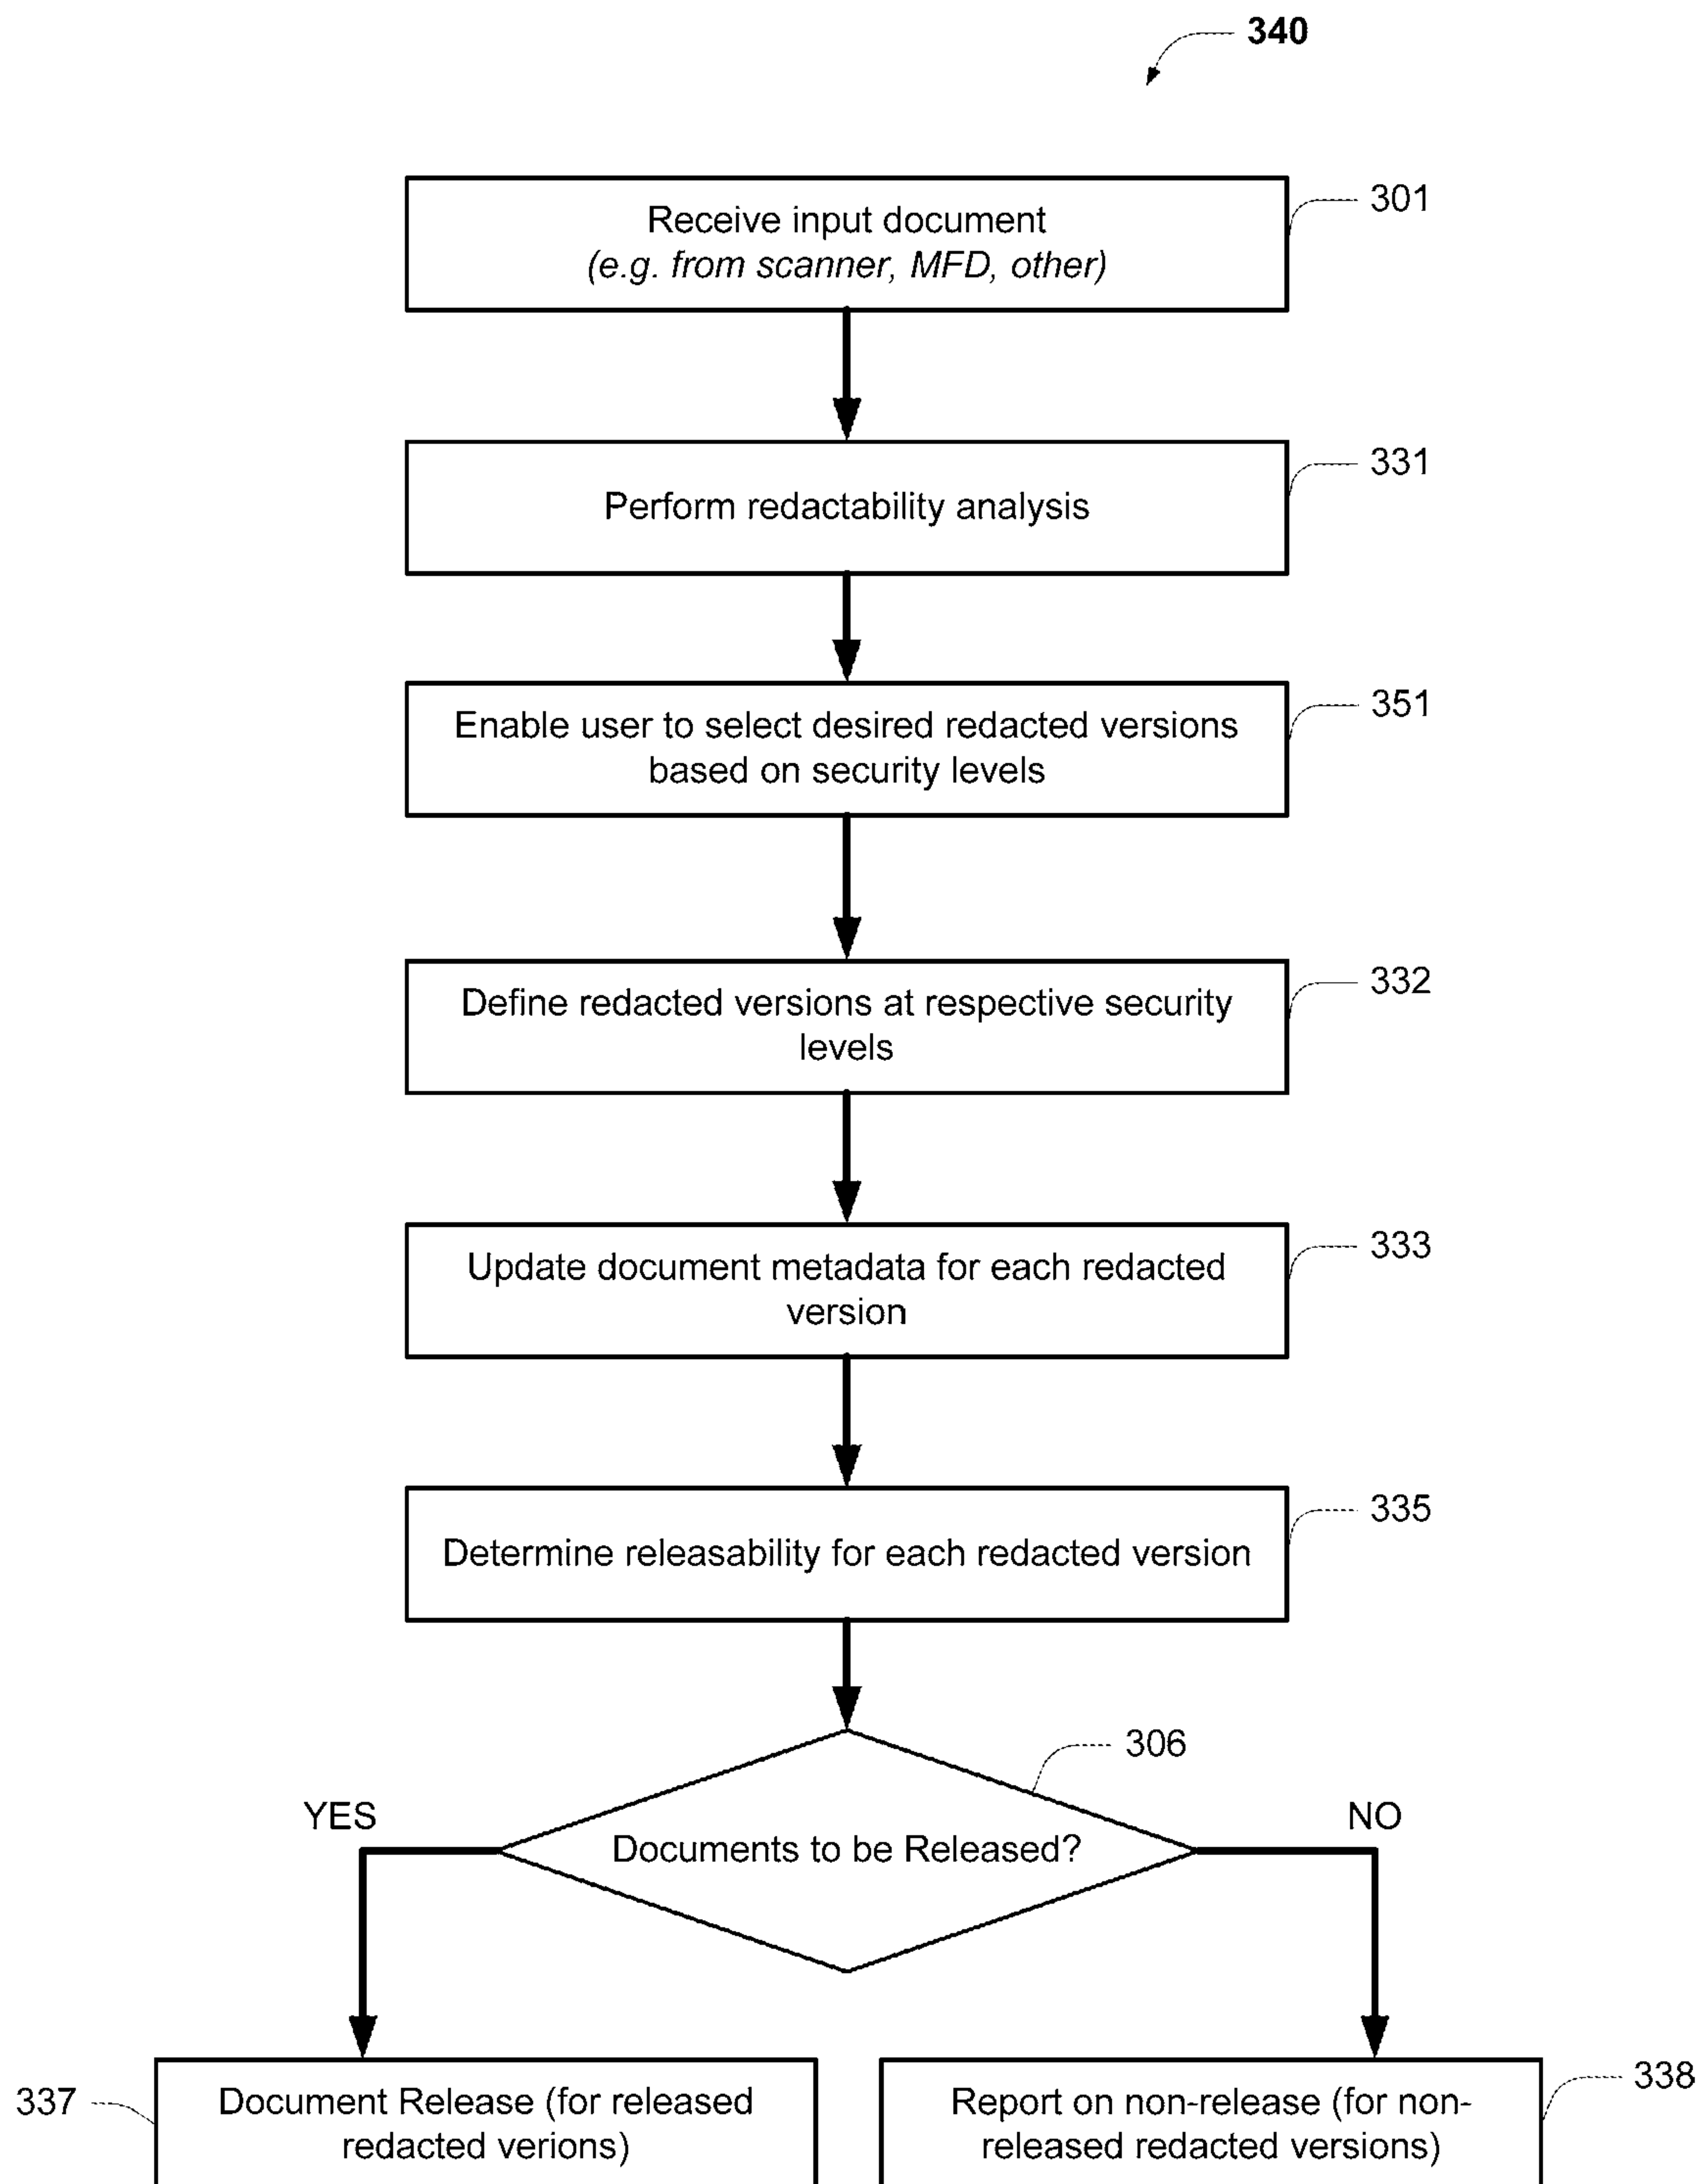 340
Receive input document
(e.g. from scanner, MFD, other)
301
Perform redactability analysis
331
Enable user to select desired redacted versions
based on security levels
351
Define redacted versions at respective security
levels
332
Update document metadata for each redacted
version
333
Determine releasability for each redacted version
335
306
YES
Documents to be Released?
NO
337
Document Release (for released
redacted verions)
Report on non-release (for non-
released redacted versions)
338